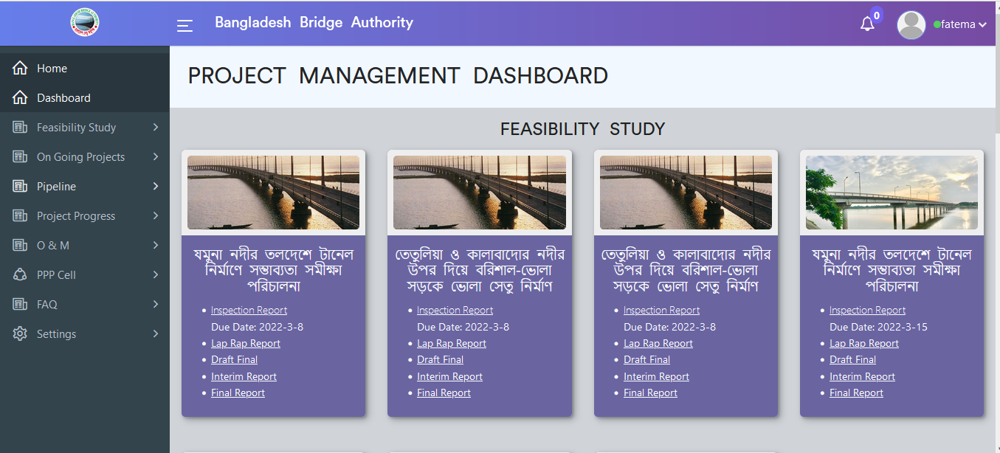 Bangladesh Bridge Authority
0
fatema
Home
Dashboard
Feasibility Study
On Going Projects
Pipeline
Project Progress
O & M
PPP Cell
FAQ
Settings
PROJECT MANAGEMENT DASHBOARD
FEASIBILITY STUDY
যমুনা নদীর তলদেশে টানেল
নির্মাণে সম্ভাব্যতা সমীক্ষা
পরিচালনা
Inspection Report
Due Date: 2022-3-8
Lap Rap Report
Draft Final
Interim Report
Final Report
তেতুলিয়া ও কালাবাদোর নদীর
উপর দিয়ে বরিশাল-ভোলা
সড়কে ভোলা সেতু নির্মাণ
Inspection Report
Due Date: 2022-3-8
Lap Rap Report
Draft Final
Interim Report
Final Report
তেতুলিয়া ও কালাবাদোর নদীর
উপর দিয়ে বরিশাল-ভোলা
সড়কে ভোলা সেতু নির্মাণ
Inspection Report
Due Date: 2022-3-8
Lap Rap Report
Draft Final
Interim Report
Final Report
যমুনা নদীর তলদেশে টানেল
নির্মাণে সম্ভাব্যতা সমীক্ষা
পরিচালনা
Inspection Report
Due Date: 2022-3-15
Lap Rap Report
Draft Final
Interim Report
Final Report